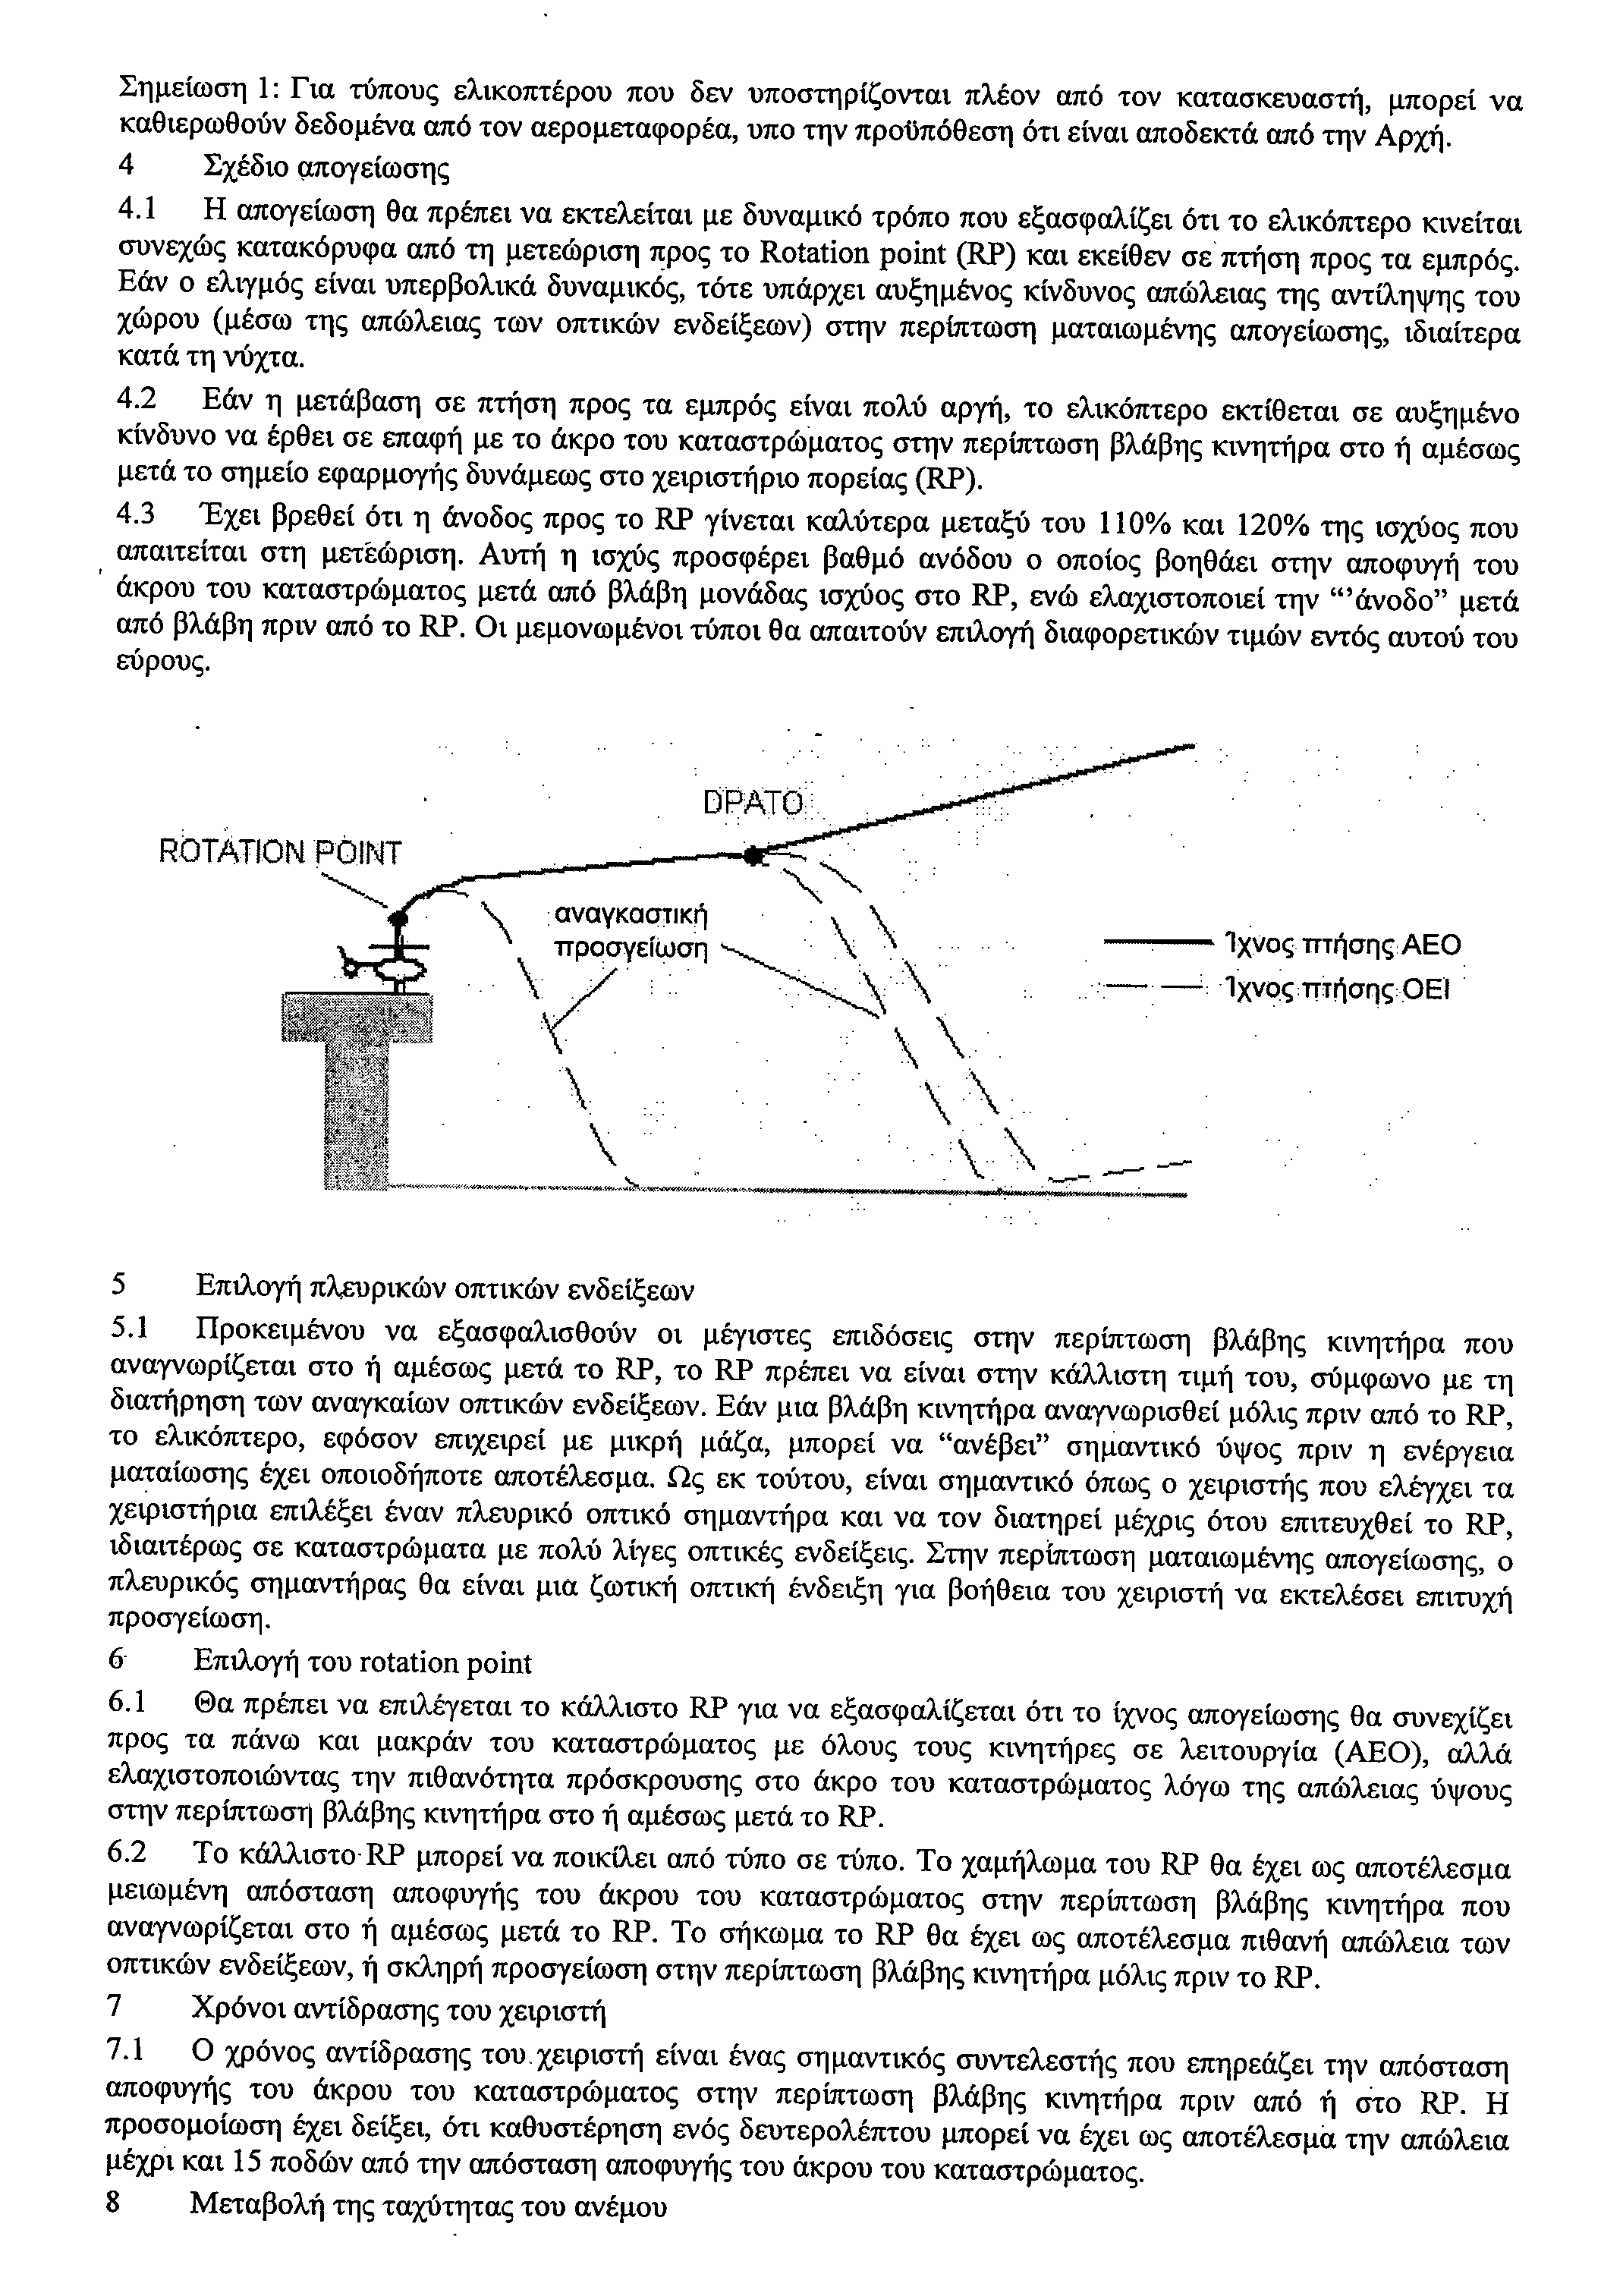 Σημείωση 1: Για τύπους ελικοπτέρου που δεν υποστηρίζονται πλέον από τον κατασκευαστή, μπορεί να
καθιερωθούν δεδομένα από τον αερομεταφορέα, υπο την προϋπόθεση ότι είναι αποδεκτά από την Αρχή.
4 Σχέδιο απογείωσης
4.1 Η απογείωση θα πρέπει να εκτελείται με δυναμικό τρόπο που εξασφαλίζει ότι το ελικόπτερο κινείται
συνεχώς κατακόρυφα από τη μετεώριση προς το Rotation point (RP) και εκείθεν σε πτήση προς τα εμπρός.
Εάν ο ελιγμός είναι υπερβολικά δυναμικός, τότε υπάρχει αυξημένος κίνδυνος απώλειας της αντίληψης του
χώρου (μέσω της απώλειας των οπτικών ενδείξεων) στην περίπτωση ματαιωμένης απογείωσης, ιδιαίτερα
κατά τη νύχτα.
4.2 Εάν η μετάβαση σε πτήση προς τα εμπρός είναι πολύ αργή, το ελικόπτερο εκτίθεται σε αυξημένο
κίνδυνο να έρθει σε επαφή με το άκρο του καταστρώματος στην περίπτωση βλάβης κινητήρα στο ή αμέσως
μετά το σημείο εφαρμογής δυνάμεως στο χειριστήριο πορείας (RP).
4.3 Έχει βρεθεί ότι η άνοδος προς το RP γίνεται καλύτερα μεταξύ του 110% και 120% της ισχύος που
απαιτείται στη μετεώριση. Αυτή η ισχύς προσφέρει βαθμό ανόδου ο οποίος βοηθάει στην αποφυγή του
άκρου του καταστρώματος μετά από βλάβη μονάδας ισχύος στο RP, ενώ ελαχιστοποιεί την “’άνοδο” μετά
από βλάβη πριν από το RP. Οι μεμονωμένοι τύποι θα απαιτούν επιλογή διαφορετικών τιμών εντός αυτού του
εύρους.
DPATO
ROTATION POINT
αναγκαστική
προσγείωση
Ίχνος πτήσης ΑΕΟ
Ίχνος πτήσης ΟΕΙ
5 Επιλογή πλευρικών οπτικών ενδείξεων
5.1 Προκειμένου να εξασφαλισθούν οι μέγιστες επιδόσεις στην περίπτωση βλάβης κινητήρα που
αναγνωρίζεται στο ή αμέσως μετά το RP, το RP πρέπει να είναι στην κάλλιστη τιμή του, σύμφωνο με τη
διατήρηση των αναγκαίων οπτικών ενδείξεων. Εάν μια βλάβη κινητήρα αναγνωρισθεί μόλις πριν από το RP,
το ελικόπτερο, εφόσον επιχειρεί με μικρή μάζα, μπορεί να “ανέβει” σημαντικό ύψος πριν η ενέργεια
ματαίωσης έχει οποιοδήποτε αποτέλεσμα. Ως εκ τούτου, είναι σημαντικό όπως ο χειριστής που ελέγχει τα
χειριστήρια επιλέξει έναν πλευρικό οπτικό σημαντήρα και να τον διατηρεί μέχρις ότου επιτευχθεί το RP,
ιδιαιτέρως σε καταστρώματα με πολύ λίγες οπτικές ενδείξεις. Στην περίπτωση ματαιωμένης απογείωσης, ο
πλευρικός σημαντήρας θα είναι μια ζωτική οπτική ένδειξη για βοήθεια του χειριστή να εκτελέσει επιτυχή
προσγείωση.
6 Επιλογή του rotation point
6.1 Θα πρέπει να επιλέγεται το κάλλιστο RP για να εξασφαλίζεται ότι το ίχνος απογείωσης θα συνεχίζει
προς τα πάνω και μακράν του καταστρώματος με όλους τους κινητήρες σε λειτουργία (ΑΕΟ), αλλά
ελαχιστοποιώντας την πιθανότητα πρόσκρουσης στο άκρο του καταστρώματος λόγω της απώλειας ύψους
στην περίπτωση βλάβης κινητήρα στο ή αμέσως μετά το RP.
6.2 Το κάλλιστο RP μπορεί να ποικίλει από τύπο σε τύπο. Το χαμήλωμα του RP θα έχει ως αποτέλεσμα
μειωμένη απόσταση αποφυγής του άκρου του καταστρώματος στην περίπτωση βλάβης κινητήρα που
αναγνωρίζεται στο ή αμέσως μετά το RP. Το σήκωμα το RP θα έχει ως αποτέλεσμα πιθανή απώλεια των
οπτικών ενδείξεων, ή σκληρή προσγείωση στην περίπτωση βλάβης κινητήρα μόλις πριν το RP.
7 Χρόνοι αντίδρασης του χειριστή
7.1 Ο χρόνος αντίδρασης του χειριστή είναι ένας σημαντικός συντελεστής που επηρεάζει την απόσταση
αποφυγής του άκρου του καταστρώματος στην περίπτωση βλάβης κινητήρα πριν από ή στο RP. Η
προσομοίωση έχει δείξει, ότι καθυστέρηση ενός δευτερολέπτου μπορεί να έχει ως αποτέλεσμα την απώλεια
μέχρι και 15 ποδών από την απόσταση αποφυγής του άκρου του καταστρώματος.
8 Μεταβολή της ταχύτητας του ανέμου